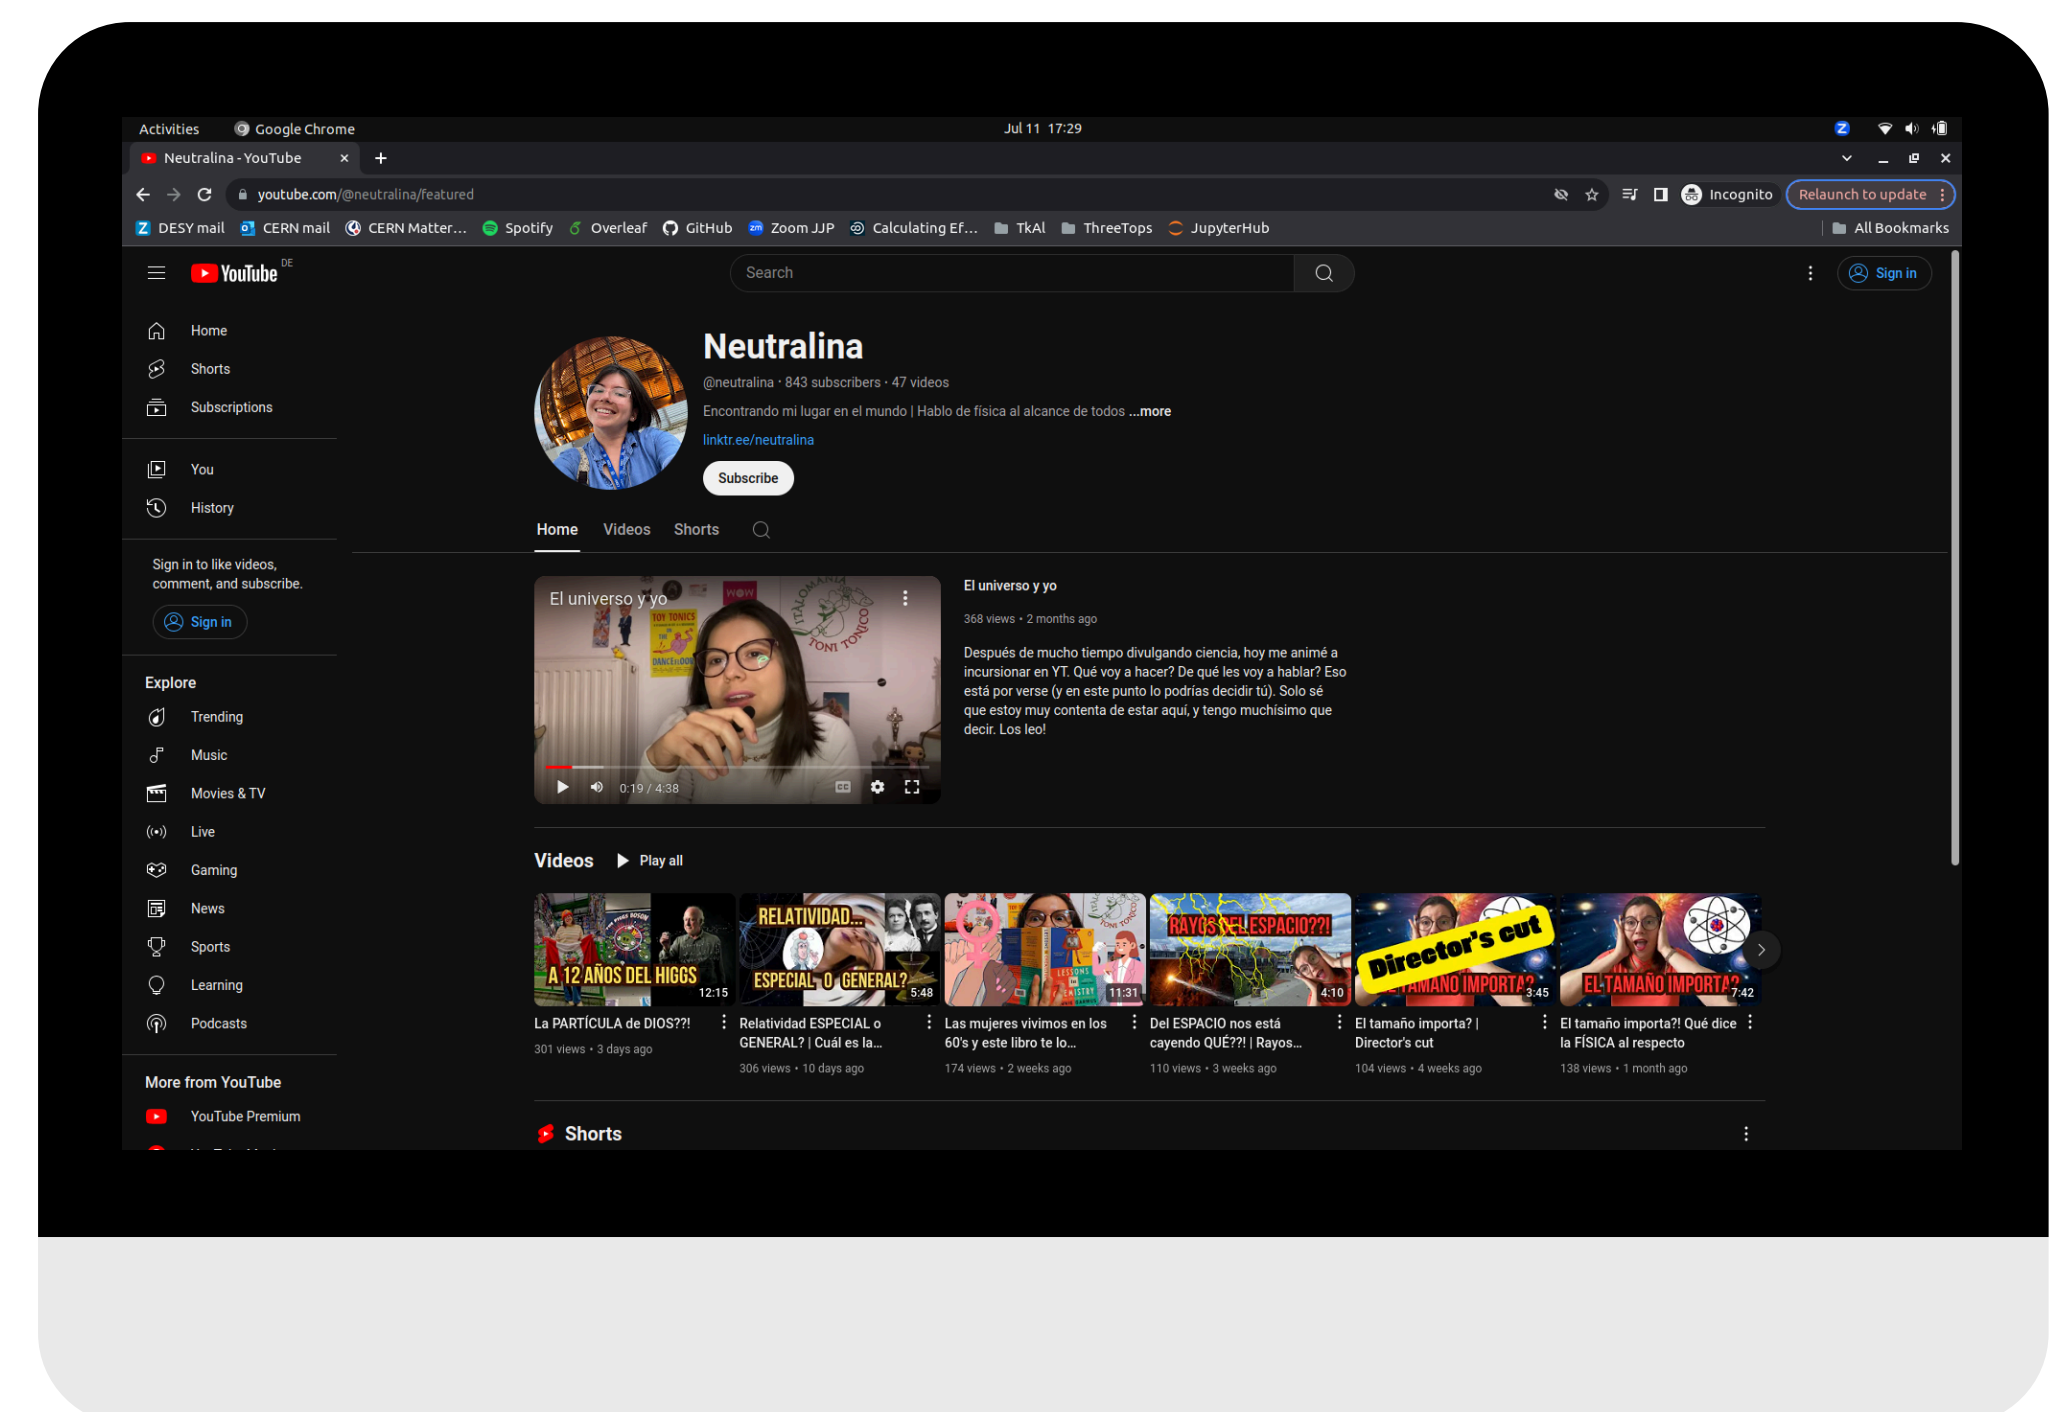 Activities Google Chrome Jul 11 17:29
Neutralina - YouTube
youtube.com/@neutralina/featured Incognito Relaunch to update
DESY mail CERN mail CERN Matter... Spotify Overleaf GitHub Zoom JJP Calculating Ef... TkAl ThreeTops JupyterHub All Bookmarks
YouTube DE
Search
Sign in
Home
Shorts
Subscriptions
You
History
Sign in to like videos,
comment, and subscribe.
Sign in
Explore
Trending
Music
Movies & TV
Live
Gaming
News
Sports
Learning
Podcasts
More from YouTube
YouTube Premium
Neutralina
@neutralina · 843 subscribers · 47 videos
Encontrando mi lugar en el mundo | Hablo de física al alcance de todos ...more
linktr.ee/neutralina
Subscribe
Home Videos Shorts
El universo y yo
WOW
TOY TONICS
IN
THE
DANCEFLOOR
ITALOMANIA
TONI TONICO
0:19 / 4:38
El universo y yo
368 views • 2 months ago
Después de mucho tiempo divulgando ciencia, hoy me animé a
incursionar en YT. Qué voy a hacer? De qué les voy a hablar? Eso
está por verse (y en este punto lo podrías decidir tú). Solo sé
que estoy muy contenta de estar aquí, y tengo muchísimo que
decir. Los leo!
Videos Play all
A 12 AÑOS DEL HIGGS
12:15
La PARTÍCULA de DIOS??!
301 views • 3 days ago
RELATIVIDAD...
ESPECIAL O GENERAL?
5:48
Relatividad ESPECIAL o
GENERAL? | Cuál es la...
306 views • 10 days ago
LESSONS
in
11:31
Las mujeres vivimos en los
60's y este libro te lo...
174 views • 2 weeks ago
RAYOS DEL ESPACIO??!
4:10
Del ESPACIO nos está
cayendo QUÉ??! | Rayos...
110 views • 3 weeks ago
Director's cut
TAMAÑO IMPORTA?
3:45
El tamaño importa? |
Director's cut
104 views • 4 weeks ago
EL TAMAÑO IMPORTA?
7:42
El tamaño importa?! Qué dice
la FÍSICA al respecto
138 views • 1 month ago
Shorts